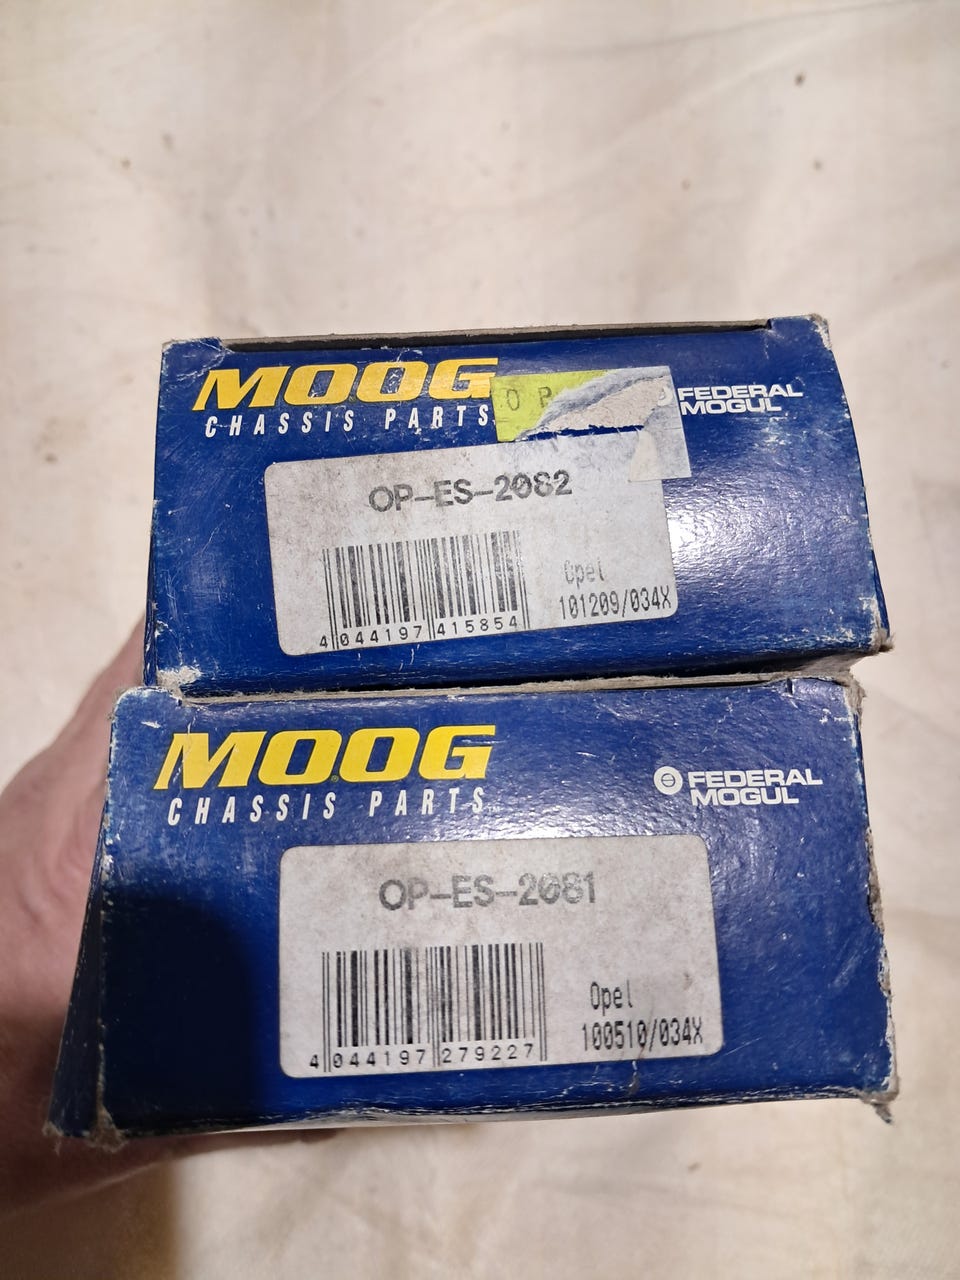 MOOG
CHASSIS PARTS
OP
FEDERAL
MOGUL
OP-ES-2082
Opel
101209/034X
4 044197 415854
MOOG
CHASSIS PARTS
FEDERAL
MOGUL
OP-ES-2081
Opel
100510/034X
4 044197 279227